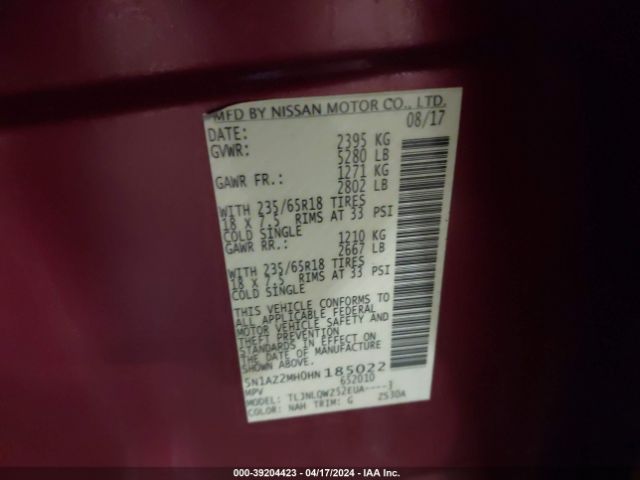 MFD BY NISSAN MOTOR CO., LTD.
DATE: 08/17
GVWR: 2395 KG
5280 LB
GAWR FR.: 1271 KG
2802 LB
WITH 235/65R18 TIRES
18 X 7.5 RIMS AT 33 PSI
COLD SINGLE
GAWR RR.: 1210 KG
2667 LB
WITH 235/65R18 TIRES
18 X 7.5 RIMS AT 33 PSI
COLD SINGLE
THIS VEHICLE CONFORMS TO
ALL APPLICABLE FEDERAL
MOTOR VEHICLE SAFETY AND
THEFT PREVENTION
STANDARDS IN EFFECT ON
THE DATE OF MANUFACTURE
SHOWN ABOVE.
5N1AZ2MH0HN185022
MPV 652010
MODEL: TLJNLQWZ52EUA----J
COLOR: NAH TRIM: G Z530A
000-39204423 - 04/17/2024 - IAA Inc.